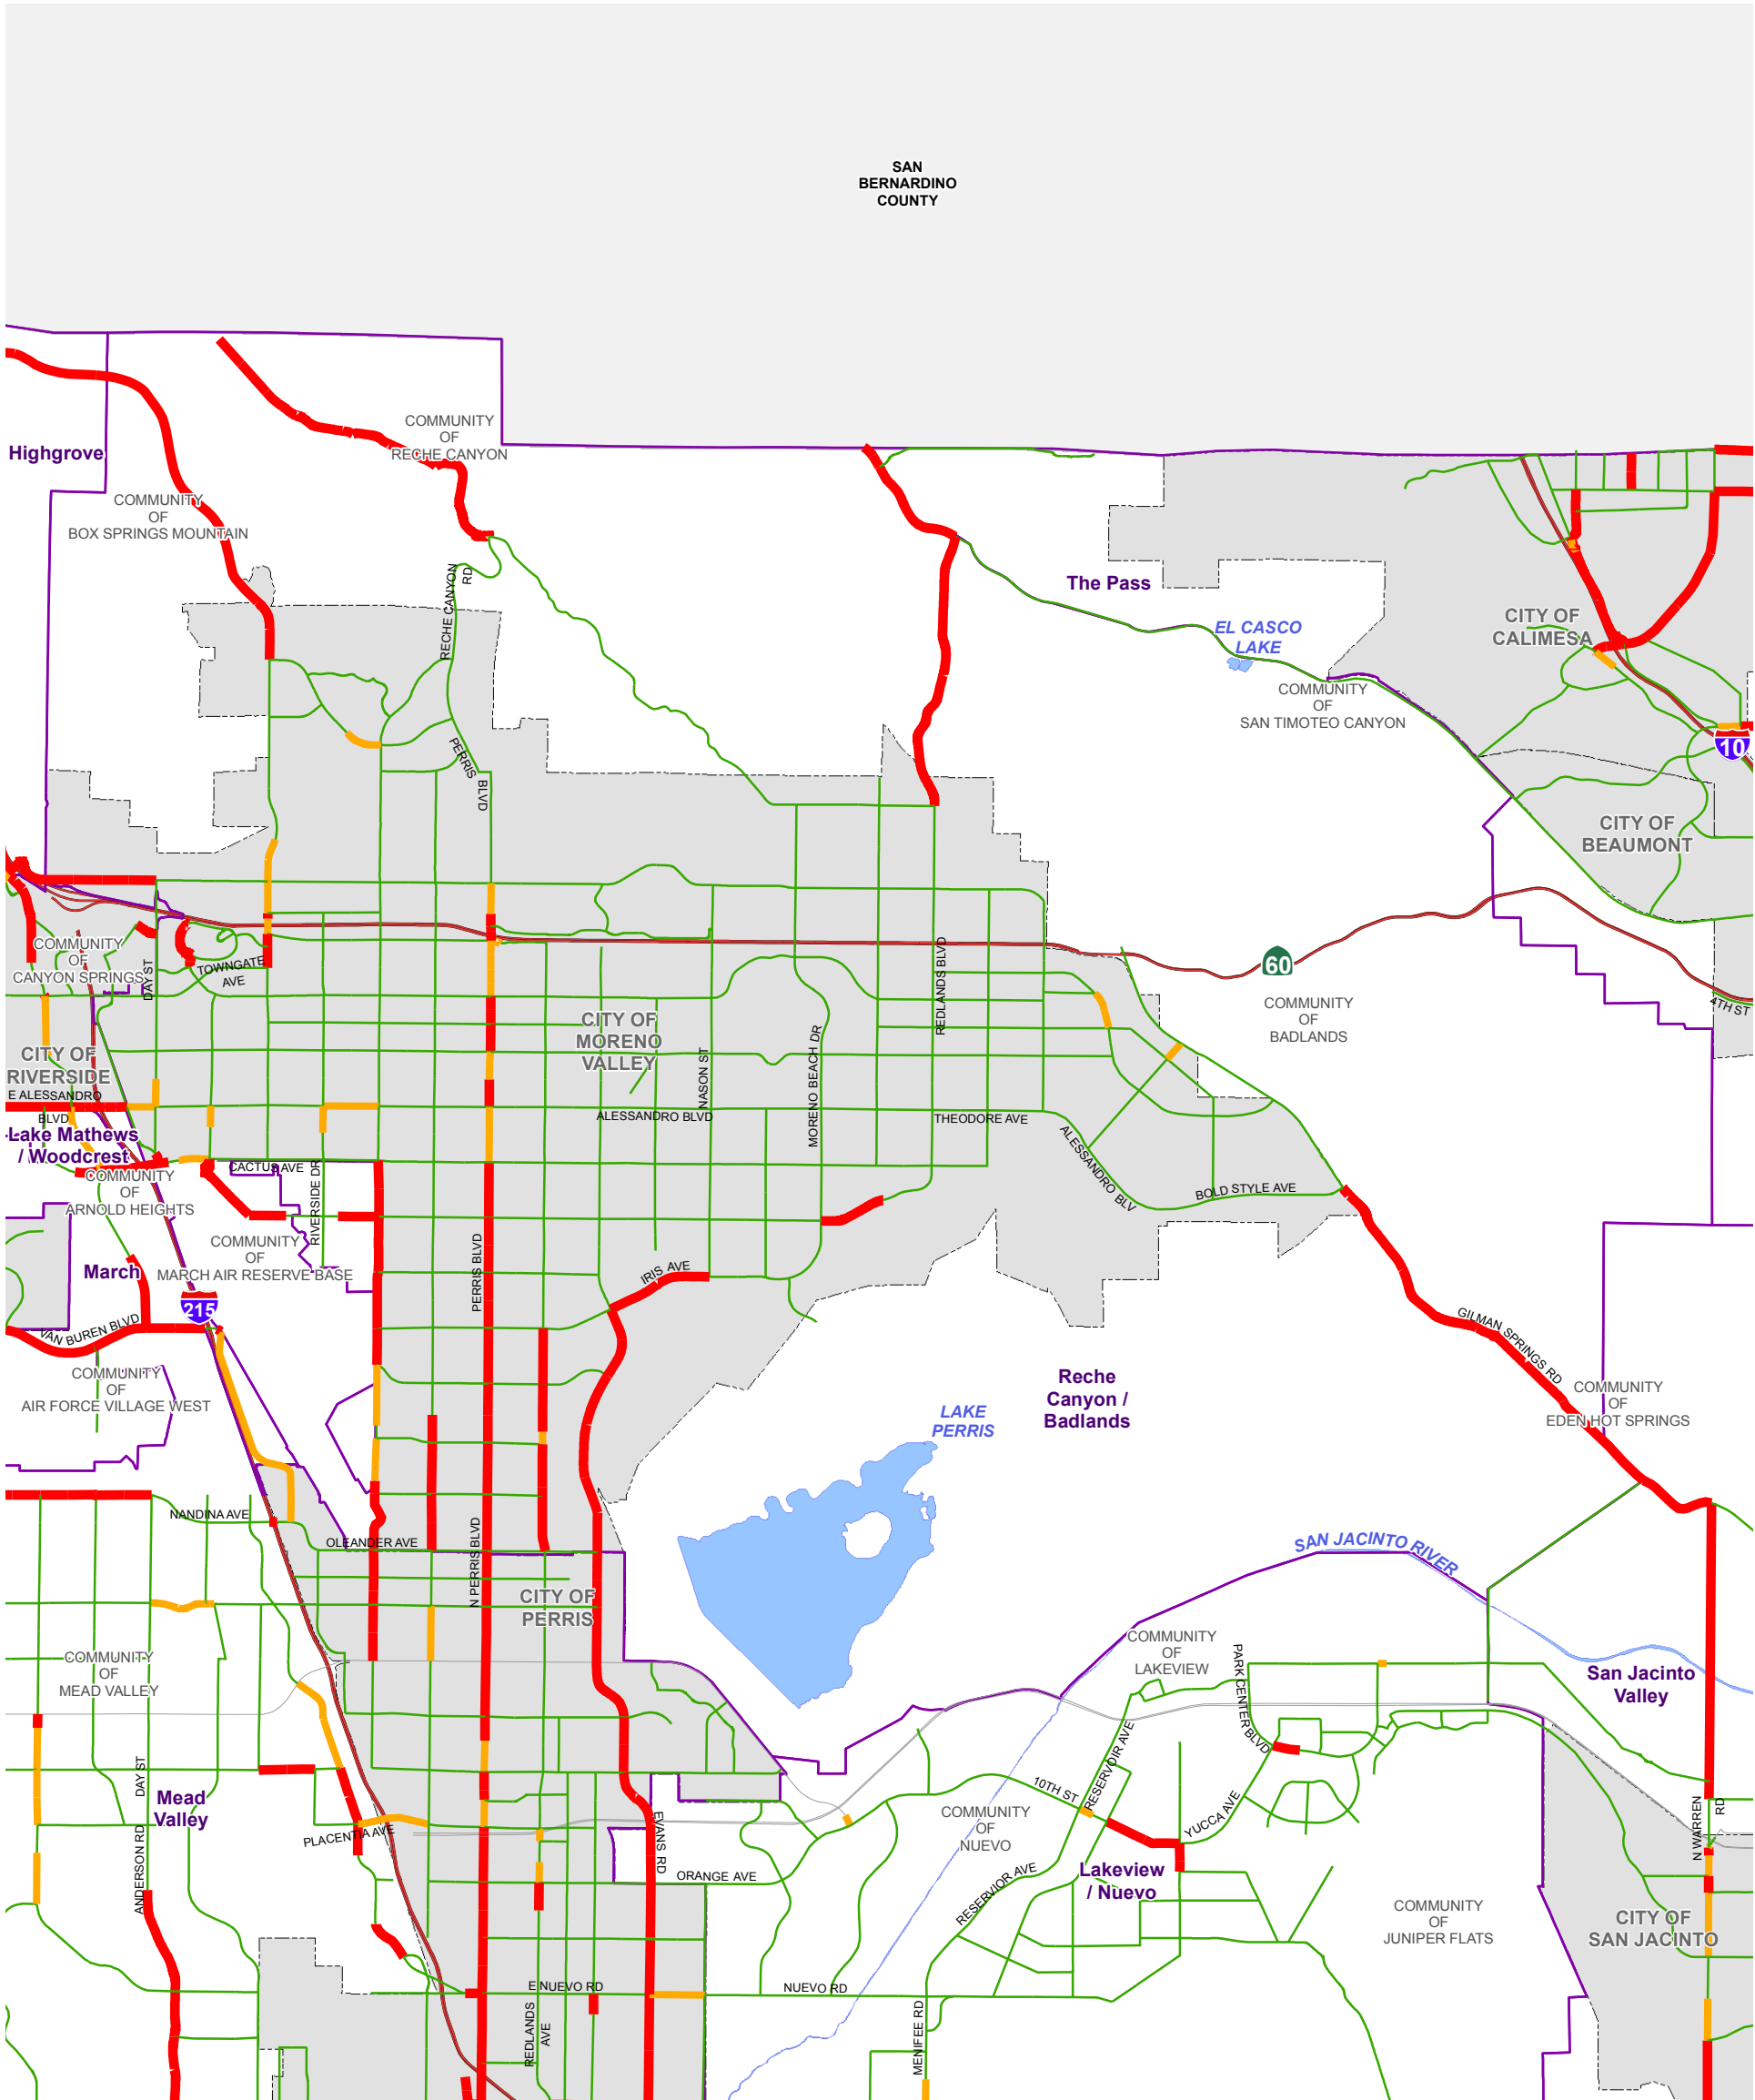 SAN
BERNARDINO
COUNTY
COMMUNITY
OF
RECHE CANYON
Highgrove
COMMUNITY
OF
BOX SPRINGS MOUNTAIN
RECHE CANYON
RD
The Pass
EL CASCO
LAKE
CITY OF
CALIMESA
COMMUNITY
OF
SAN TIMOTEO CANYON
PERRIS
BLVD
10
CITY OF
BEAUMONT
COMMUNITY
OF
CANYON SPRINGS
DAY ST
TOWNGATE
AVE
REDLANDS BLVD
60
COMMUNITY
OF
BADLANDS
4TH ST
CITY OF
MORENO
VALLEY
CITY OF
RIVERSIDE
E ALESSANDRO
BLVD
NASON ST
MORENO BEACH DR
ALESSANDRO BLVD
THEODORE AVE
Lake Mathews
/ Woodcrest
ALESSANDRO BLV
CACTUS AVE
COMMUNITY
OF
ARNOLD HEIGHTS
RIVERSIDE DR
BOLD STYLE AVE
COMMUNITY
OF
MARCH AIR RESERVE BASE
March
IRIS AVE
PERRIS BLVD
215
VAN BUREN BLVD
GILMAN SPRINGS RD
COMMUNITY
OF
AIR FORCE VILLAGE WEST
Reche
Canyon /
Badlands
LAKE
PERRIS
COMMUNITY
OF
EDEN HOT SPRINGS
NANDINA AVE
OLEANDER AVE
N PERRIS BLVD
SAN JACINTO RIVER
CITY OF
PERRIS
COMMUNITY
OF
MEAD VALLEY
COMMUNITY
OF
LAKEVIEW
PARK CENTER BLVD
San Jacinto
Valley
RESERVOIR AVE
DAY ST
Mead
Valley
10TH ST
COMMUNITY
OF
NUEVO
YUCCA AVE
N WARREN
RD
PLACENTIA AVE
EVANS RD
ANDERSON RD
ORANGE AVE
RESERVIOR AVE
Lakeview
/ Nuevo
COMMUNITY
OF
JUNIPER FLATS
CITY OF
SAN JACINTO
E NUEVO RD
NUEVO RD
REDLANDS
AVE
MENIFEE RD